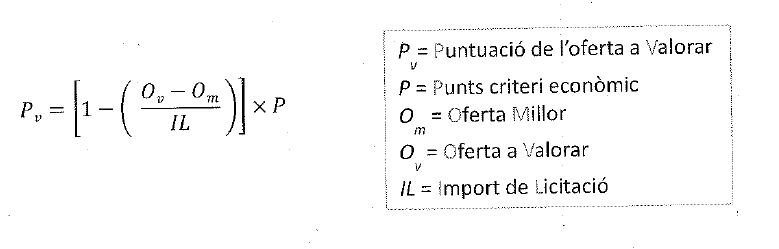 P_v = [1 − ( (O_v − O_m) / IL )] × P
P_v = Puntuació de l'oferta a Valorar
P = Punts criteri econòmic
O_m = Oferta Millor
O_v = Oferta a Valorar
IL = Import de Licitació